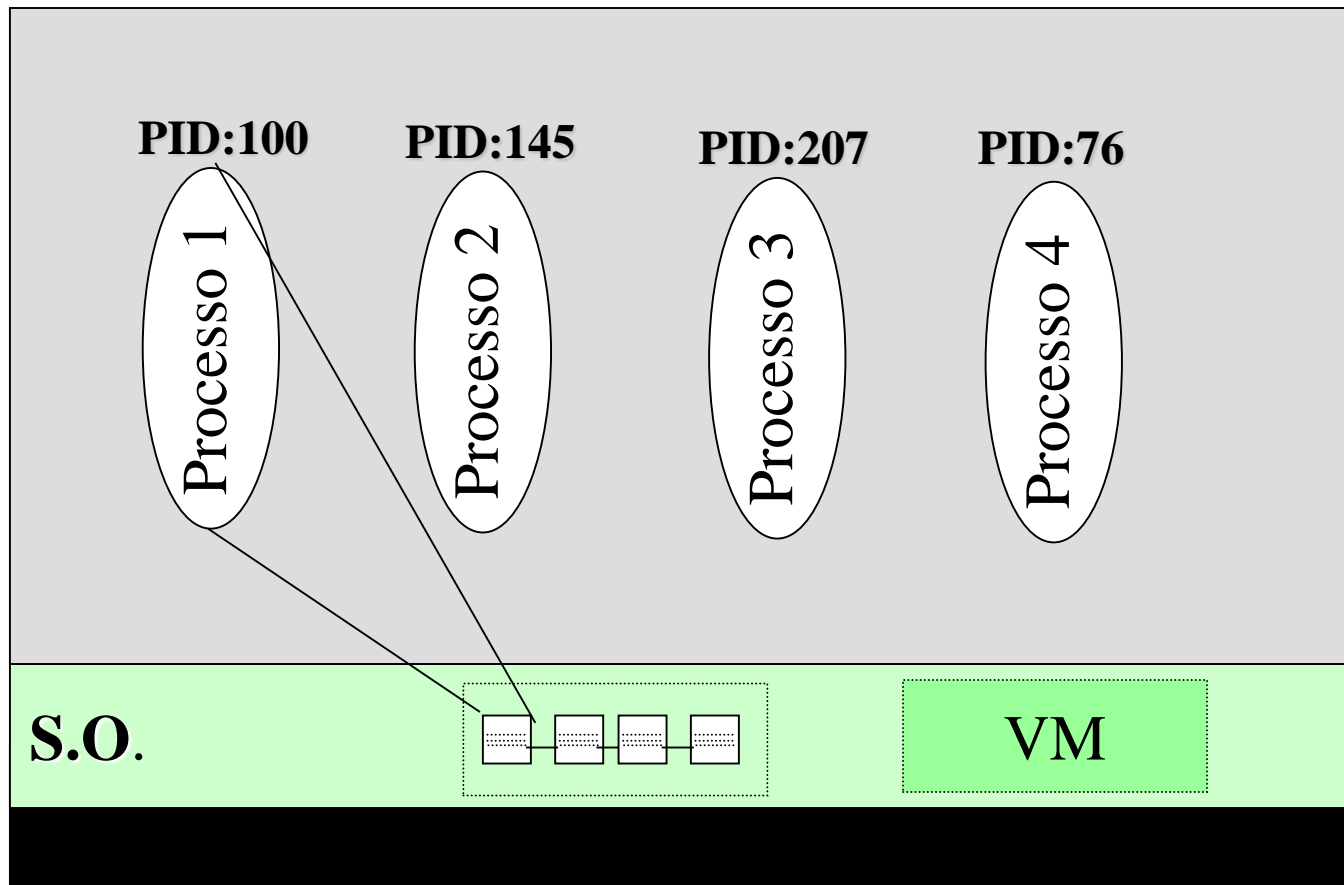 PID:100
PID:145
PID:207
PID:76
Processo 1
Processo 2
Processo 3
Processo 4
S.O.
VM